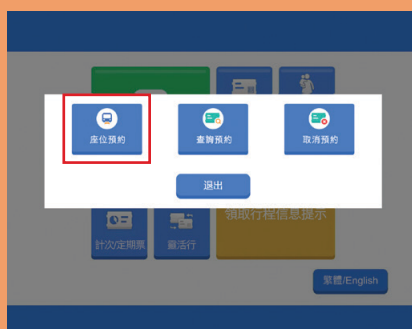 座位預約
查詢預約
取消預約
退出
領取行程信息提示
計次/定期票
靈活行
繁體/English